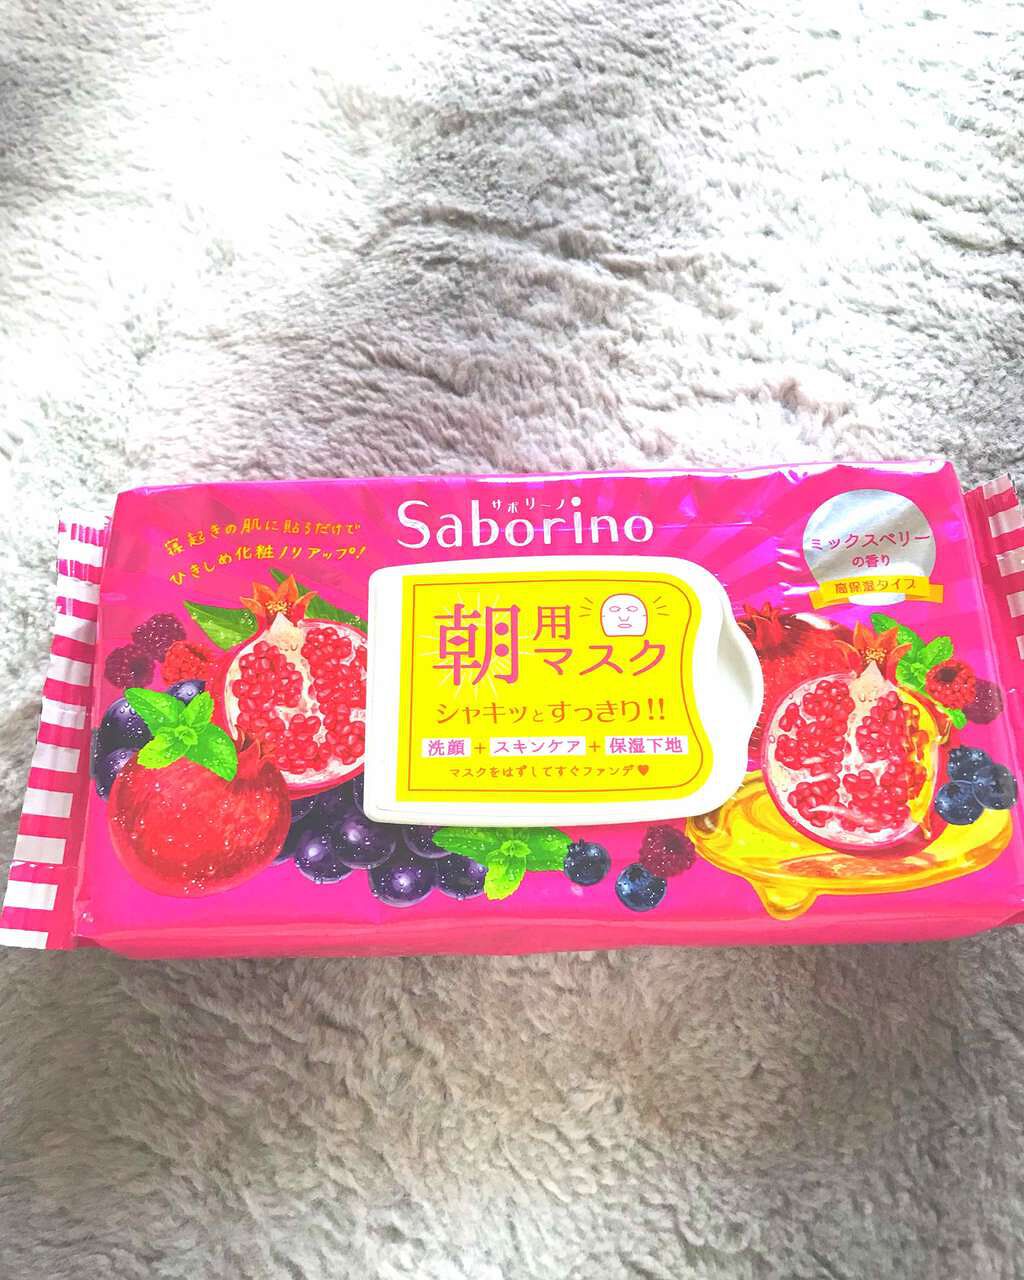 寝起きの肌に貼るだけで
ひきしめ化粧ノリアップ!
サボリーノ
Saborino
ミックスベリー
の香り
高保湿タイプ
朝用
マスク
シャキッとすっきり!!
洗顔+スキンケア+保湿下地
マスクをはずしてすぐファンデ♥